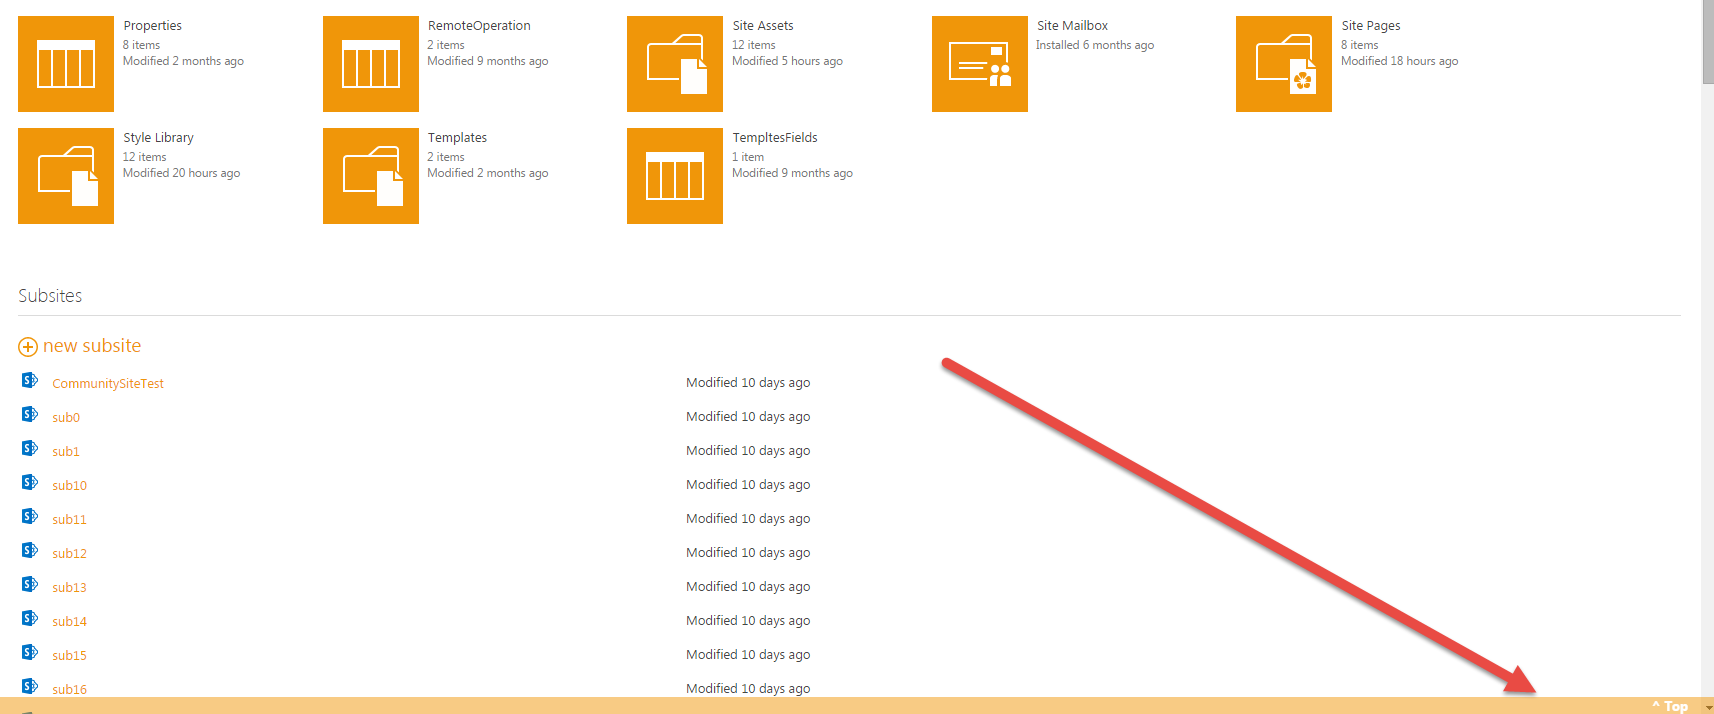 Properties
8 items
Modified 2 months ago
RemoteOperation
2 items
Modified 9 months ago
Site Assets
12 items
Modified 5 hours ago
Site Mailbox
Installed 6 months ago
Site Pages
8 items
Modified 18 hours ago
Style Library
12 items
Modified 20 hours ago
Templates
2 items
Modified 2 months ago
TempltesFields
1 item
Modified 9 months ago
Subsites
new subsite
CommunitySiteTest Modified 10 days ago
sub0 Modified 10 days ago
sub1 Modified 10 days ago
sub10 Modified 10 days ago
sub11 Modified 10 days ago
sub12 Modified 10 days ago
sub13 Modified 10 days ago
sub14 Modified 10 days ago
sub15 Modified 10 days ago
sub16 Modified 10 days ago
^ Top